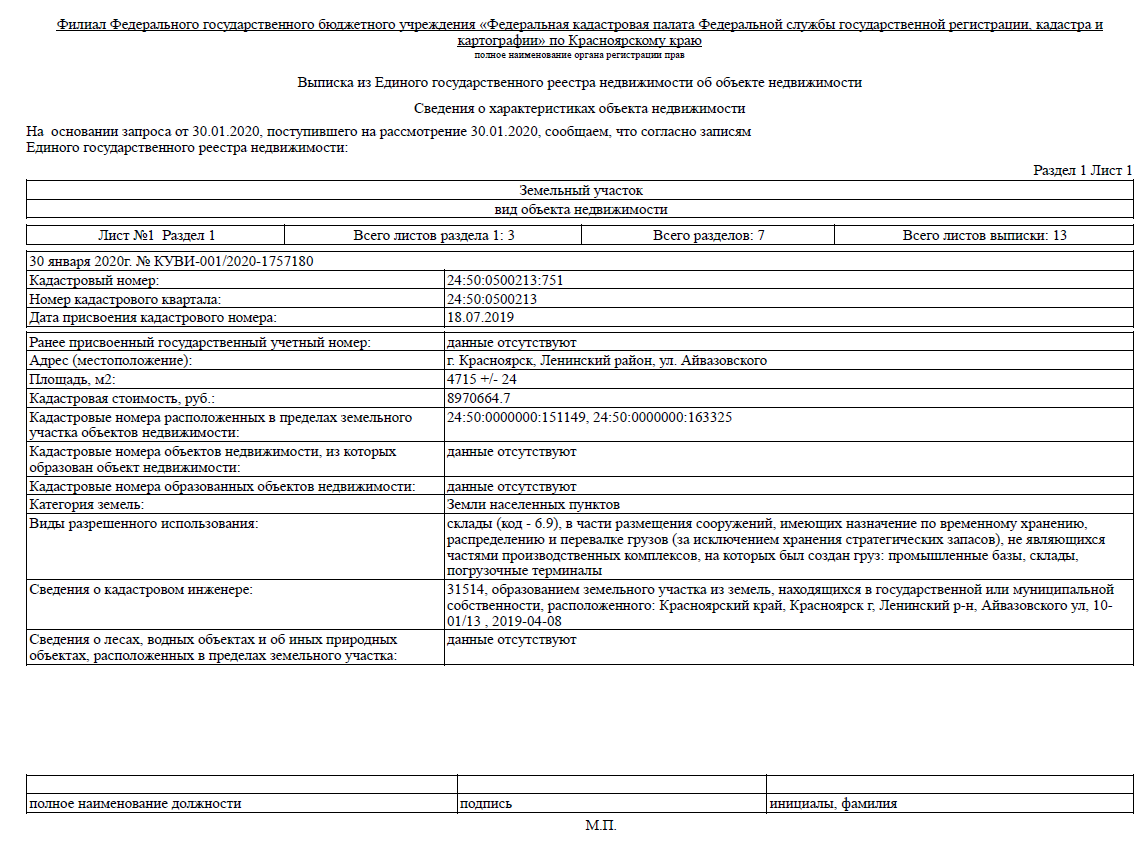 Филиал Федерального государственного бюджетного учреждения «Федеральная кадастровая палата Федеральной службы государственной регистрации, кадастра и
картографии» по Красноярскому краю
полное наименование органа регистрации прав
Выписка из Единого государственного реестра недвижимости об объекте недвижимости
Сведения о характеристиках объекта недвижимости
На основании запроса от 30.01.2020, поступившего на рассмотрение 30.01.2020, сообщаем, что согласно записям
Единого государственного реестра недвижимости:
Раздел 1 Лист 1
Земельный участок
вид объекта недвижимости
Лист №1 Раздел 1 Всего листов раздела 1: 3 Всего разделов: 7 Всего листов выписки: 13
30 января 2020г. № КУВИ-001/2020-1757180
Кадастровый номер: 24:50:0500213:751
Номер кадастрового квартала: 24:50:0500213
Дата присвоения кадастрового номера: 18.07.2019
Ранее присвоенный государственный учетный номер: данные отсутствуют
Адрес (местоположение): г. Красноярск, Ленинский район, ул. Айвазовского
Площадь, м2: 4715 +/- 24
Кадастровая стоимость, руб.: 8970664.7
Кадастровые номера расположенных в пределах земельного
участка объектов недвижимости:
24:50:0000000:151149, 24:50:0000000:163325
Кадастровые номера объектов недвижимости, из которых
образован объект недвижимости:
данные отсутствуют
Кадастровые номера образованных объектов недвижимости: данные отсутствуют
Категория земель: Земли населенных пунктов
Виды разрешенного использования:
склады (код - 6.9), в части размещения сооружений, имеющих назначение по временному хранению,
распределению и перевалке грузов (за исключением хранения стратегических запасов), не являющихся
частями производственных комплексов, на которых был создан груз: промышленные базы, склады,
погрузочные терминалы
Сведения о кадастровом инженере:
31514, образованием земельного участка из земель, находящихся в государственной или муниципальной
собственности, расположенного: Красноярский край, Красноярск г, Ленинский р-н, Айвазовского ул, 10-
01/13 , 2019-04-08
Сведения о лесах, водных объектах и об иных природных
объектах, расположенных в пределах земельного участка:
данные отсутствуют
полное наименование должности подпись инициалы, фамилия
М.П.